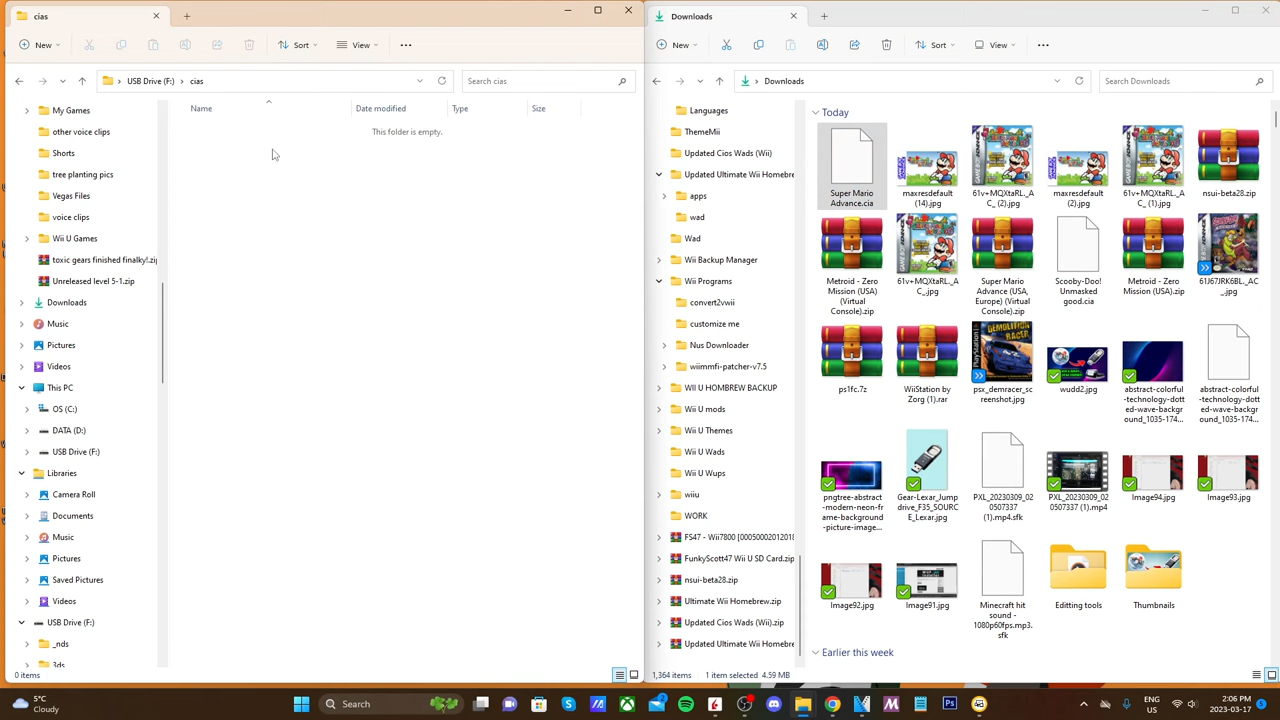 cias
New
Sort
View
USB Drive (F:)
cias
Search cias
Name
Date modified
Type
Size
This folder is empty.
My Games
other voice clips
Shorts
tree planting pics
Vegas Files
voice clips
Wii U Games
toxic gears finished finalky!.zip
Unreleased level 5-1.zip
Downloads
Music
Pictures
Videos
This PC
OS (C:)
DATA (D:)
USB Drive (F:)
Libraries
Camera Roll
Documents
Music
Pictures
Saved Pictures
Videos
USB Drive (F:)
_nds
3ds
0 items
Downloads
New
Sort
View
Downloads
Search Downloads
Languages
ThemeMii
Updated Cios Wads (Wii)
Updated Ultimate Wii Homebre
apps
wad
Wad
Wii Backup Manager
Wii Programs
convert2vwii
customize me
Nus Downloader
wiimmfi-patcher-v7.5
WII U HOMBREW BACKUP
Wii U mods
Wii U Themes
Wii U Wads
Wii U Wups
wiiu
WORK
FS47 - Wii7800 [0005000201201
FunkyScott47 Wii U SD Card.zip
nsui-beta28.zip
Ultimate Wii Homebrew.zip
Updated Cios Wads (Wii).zip
Updated Ultimate Wii Homebre
Today
Super Mario
Advance.cia
maxresdefault
(14).jpg
61v+MQXtaRL._
AC_ (2).jpg
maxresdefault
(2).jpg
61v+MQXtaRL._A
C_ (1).jpg
nsui-beta28.zip
Metroid - Zero
Mission (USA)
(Virtual
Console).zip
61v+MQXtaRL._A
C_.jpg
Super Mario
Advance (USA,
Europe) (Virtual
Console).zip
Scooby-Doo!
Unmasked
good.cia
Metroid - Zero
Mission (USA).zip
61J67JRK6BL._AC
_.jpg
ps1fc.7z
WiiStation by
Zorg (1).rar
psx_demracer_sc
reenshot.jpg
wudd2.jpg
abstract-colorful
-technology-dott
ed-wave-backgr
ound_1035-174...
abstract-colorful
-technology-dott
ed-wave-backgr
ound_1035-174...
pngtree-abstract
-modern-neon-fr
ame-background
-picture-image...
Gear-Lexar_Jump
drive_F35_SOURC
E_Lexar.jpg
PXL_20230309_02
0507337
(1).mp4.sfk
PXL_20230309_02
0507337 (1).mp4
Image94.jpg
Image93.jpg
Image92.jpg
Image91.jpg
Minecraft hit
sound -
1080p60fps.mp3.
sfk
Editting tools
Thumbnails
Earlier this week
1,364 items
1 item selected 4.59 MB
5°C
Cloudy
Search
ENG
US
2:06 PM
2023-03-17